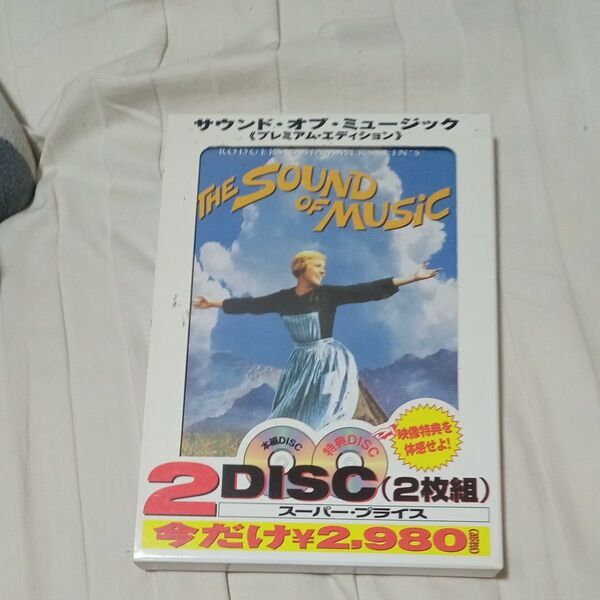 サウンド・オブ・ミュージック
《プレミアム・エディション》
RODGERS & HAMMERSTEIN'S
THE SOUND
OF MUSIC
本編DISC
特典DISC
映像特典を
体感せよ!
2DISC(2枚組)
スーパー・プライス
今だけ¥2,980